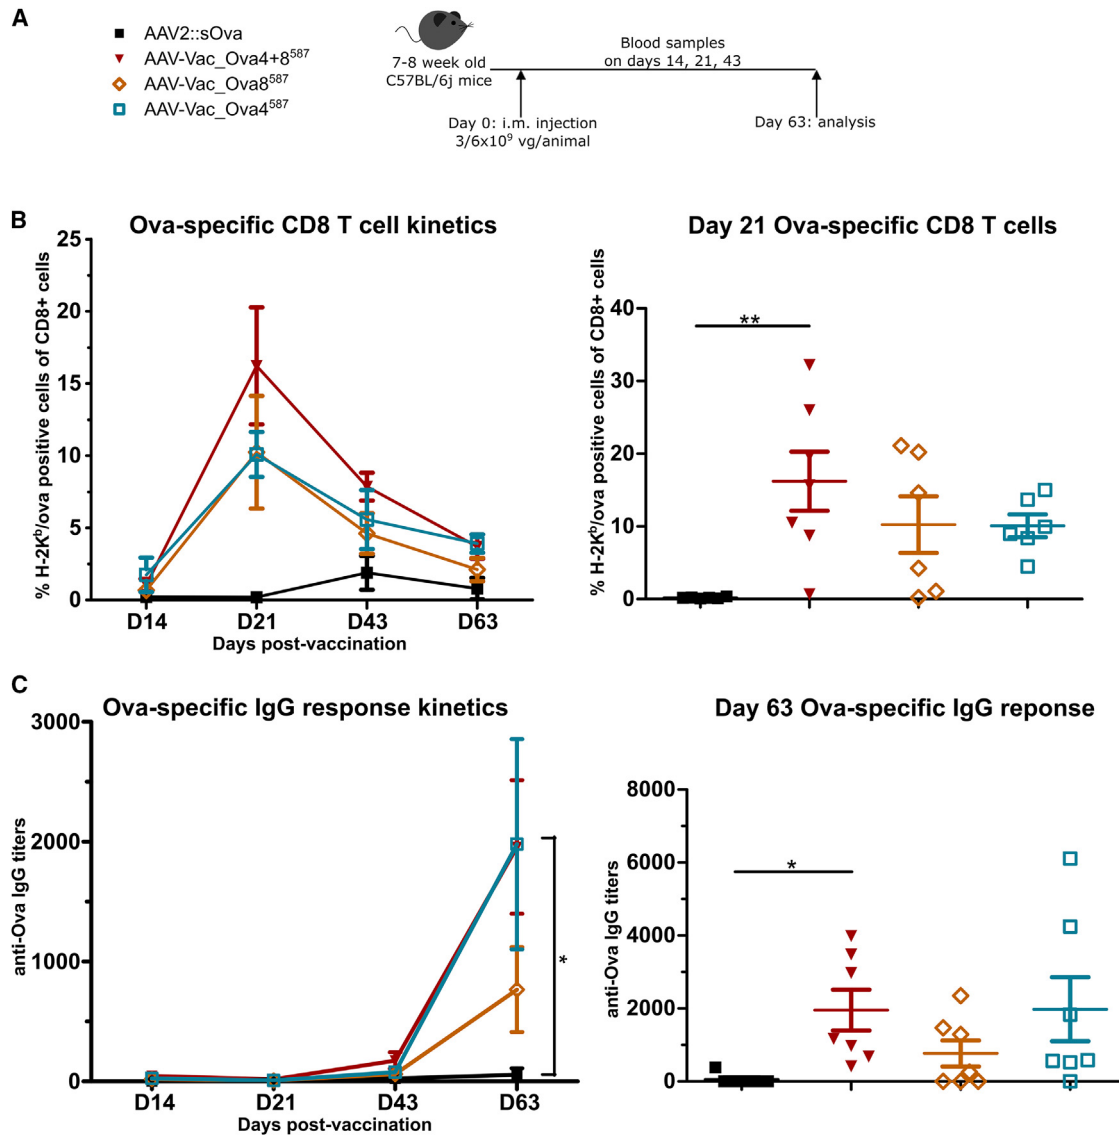 A
AAV2::sOva
AAV-Vac_Ova4+8⁵⁸⁷
AAV-Vac_Ova8⁵⁸⁷
AAV-Vac_Ova4⁵⁸⁷
7-8 week old
C57BL/6j mice
Blood samples
on days 14, 21, 43
Day 0: i.m. injection
3/6x10⁹ vg/animal
Day 63: analysis
B
Ova-specific CD8 T cell kinetics
% H-2Kᵇ/ova positive cells of CD8+ cells
25
20
15
10
5
0
D14
D21
D43
D63
Days post-vaccination
Day 21 Ova-specific CD8 T cells
% H-2Kᵇ/ova positive cells of CD8+ cells
40
30
20
10
0
**
C
Ova-specific IgG response kinetics
anti-Ova IgG titers
3000
2000
1000
0
D14
D21
D43
D63
Days post-vaccination
*
Day 63 Ova-specific IgG reponse
anti-Ova IgG titers
8000
6000
4000
2000
0
*